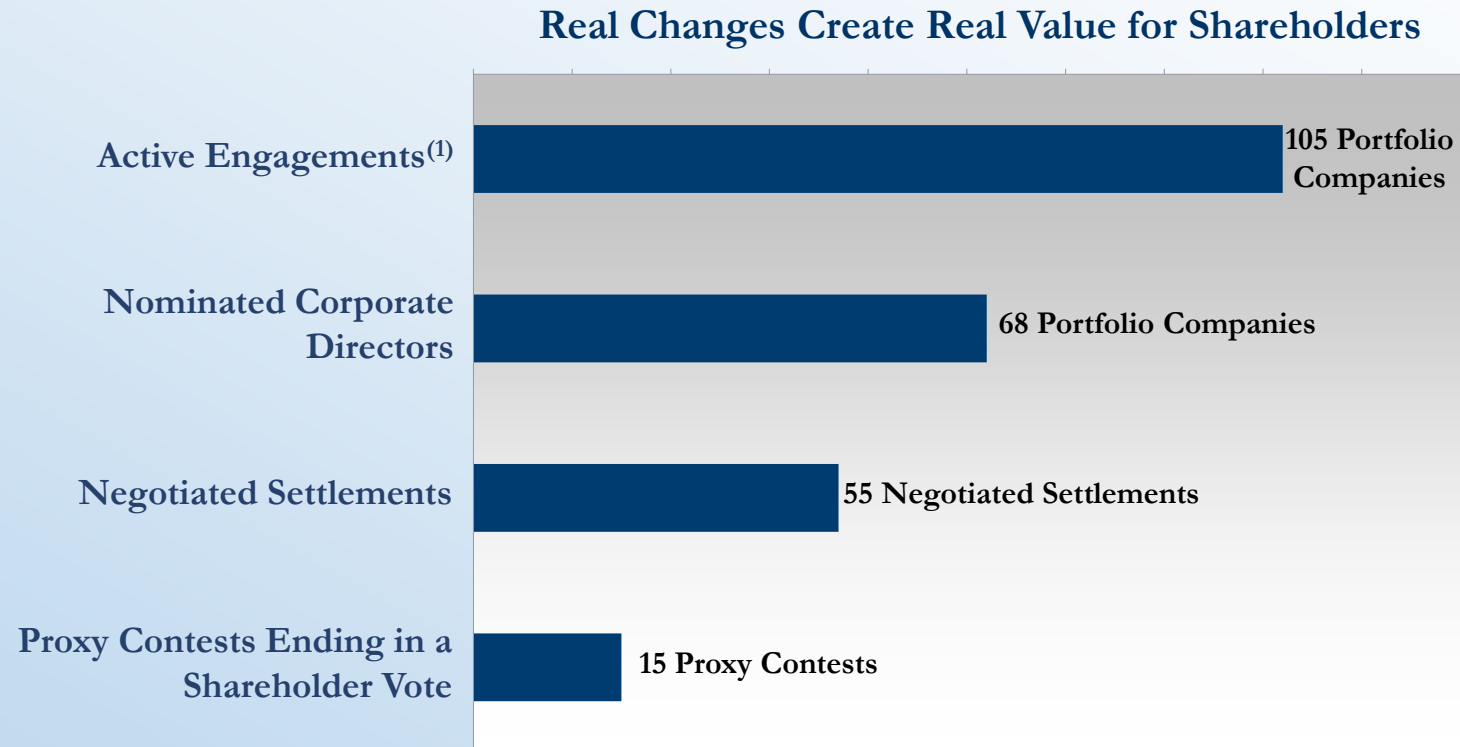 Real Changes Create Real Value for Shareholders
Active Engagements(1)
105 Portfolio
Companies
Nominated Corporate
Directors
68 Portfolio Companies
Negotiated Settlements
55 Negotiated Settlements
Proxy Contests Ending in a
Shareholder Vote
15 Proxy Contests